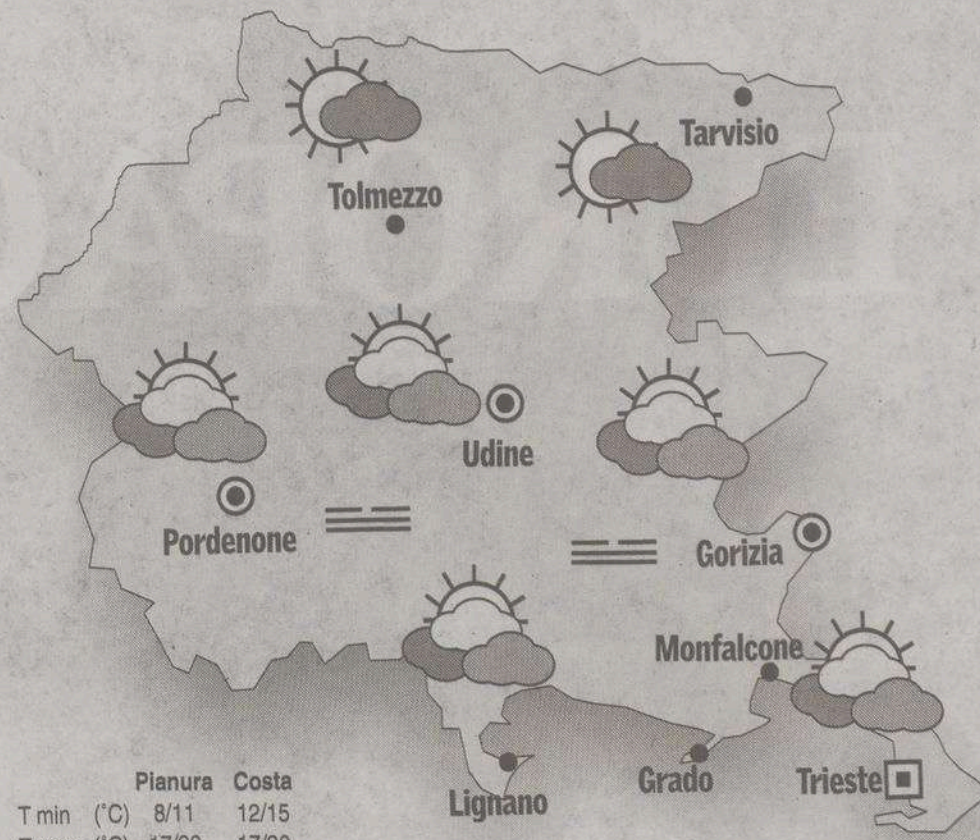 Tarvisio
Tolmezzo
Udine
Pordenone
Gorizia
Monfalcone
Lignano
Grado
Trieste
Pianura Costa
T min (°C) 8/11 12/15